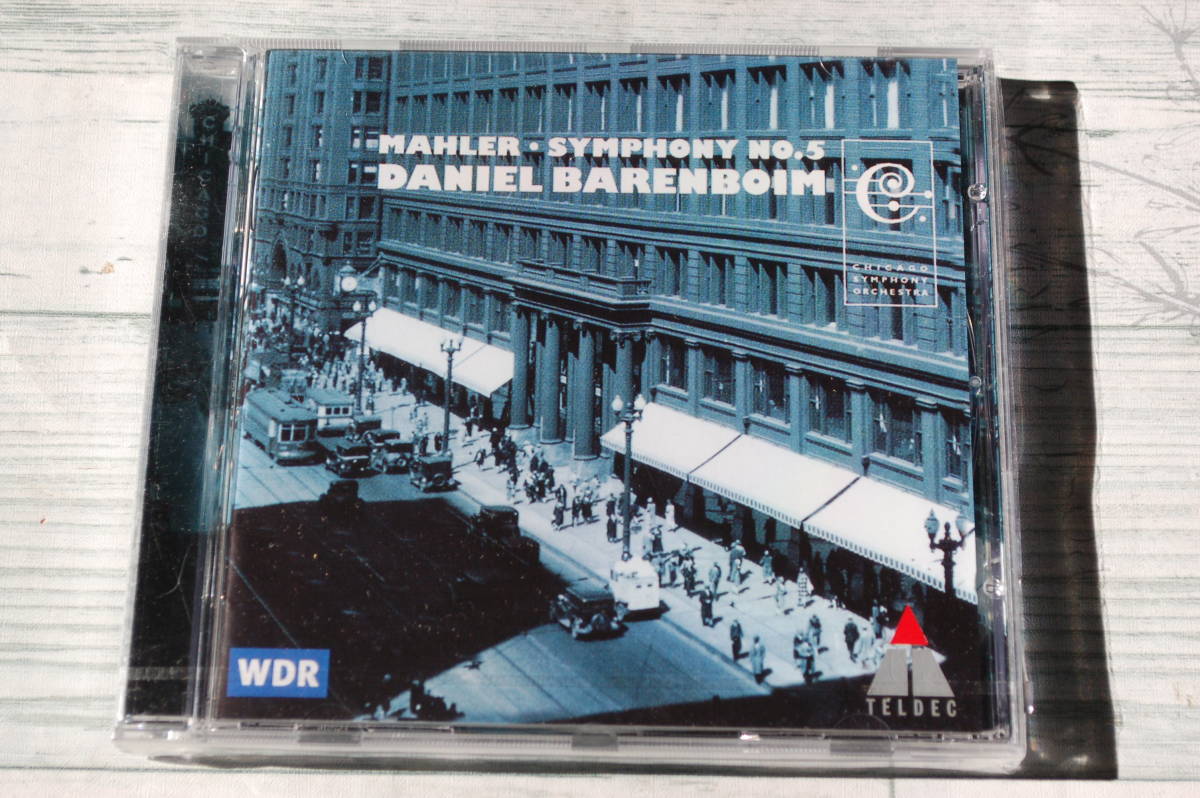 MAHLER · SYMPHONY NO.5
DANIEL BARENBOIM
CHICAGO
SYMPHONY
ORCHESTRA
WDR
TELDEC